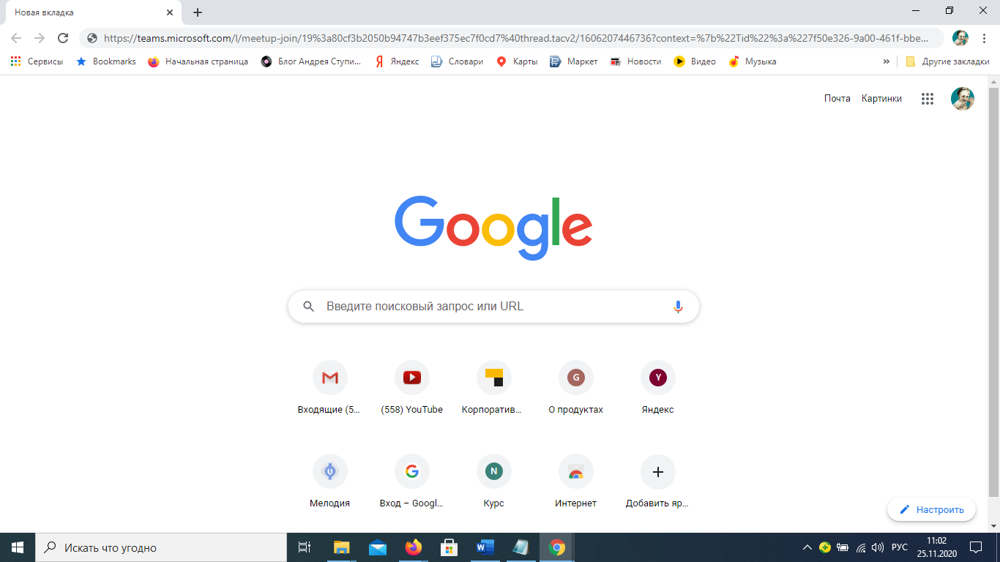 Новая вкладка
https://teams.microsoft.com/l/meetup-join/19%3a80cf3b2050b94747b3eef375ec7f0cd7%40thread.tacv2/1606207446736?context=%7b%22Tid%22%3a%227f50e326-9a00-461f-bbe...
Сервисы Bookmarks Начальная страница Блог Андрея Ступи... Яндекс Словари Карты Маркет Новости Видео Музыка » Другие закладки
Почта Картинки
Google
Введите поисковый запрос или URL
G Y
Входящие (5... (558) YouTube Корпоратив... О продуктах Яндекс
N
Мелодия Вход – Googl... Курс Интернет Добавить яр...
Настроить
Искать что угодно
РУС
11:02
25.11.2020